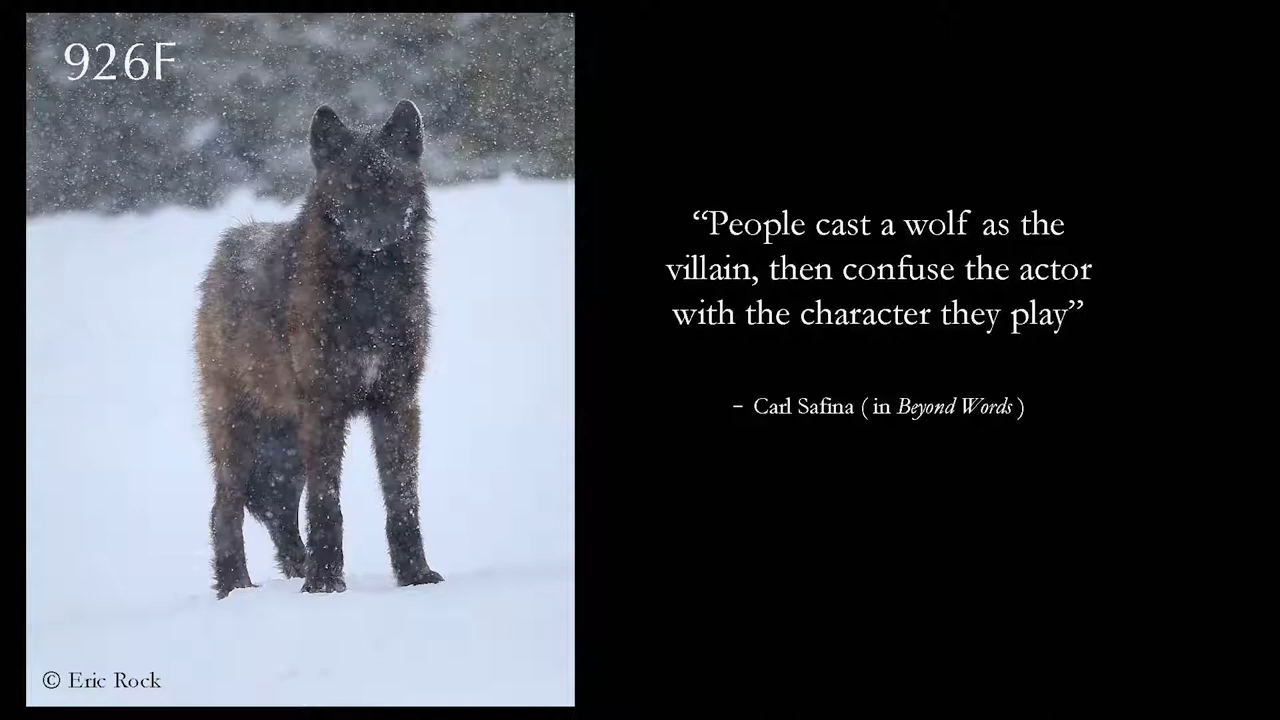 926F
“People cast a wolf as the
villain, then confuse the actor
with the character they play”
– Carl Safina ( in Beyond Words )
© Eric Rock